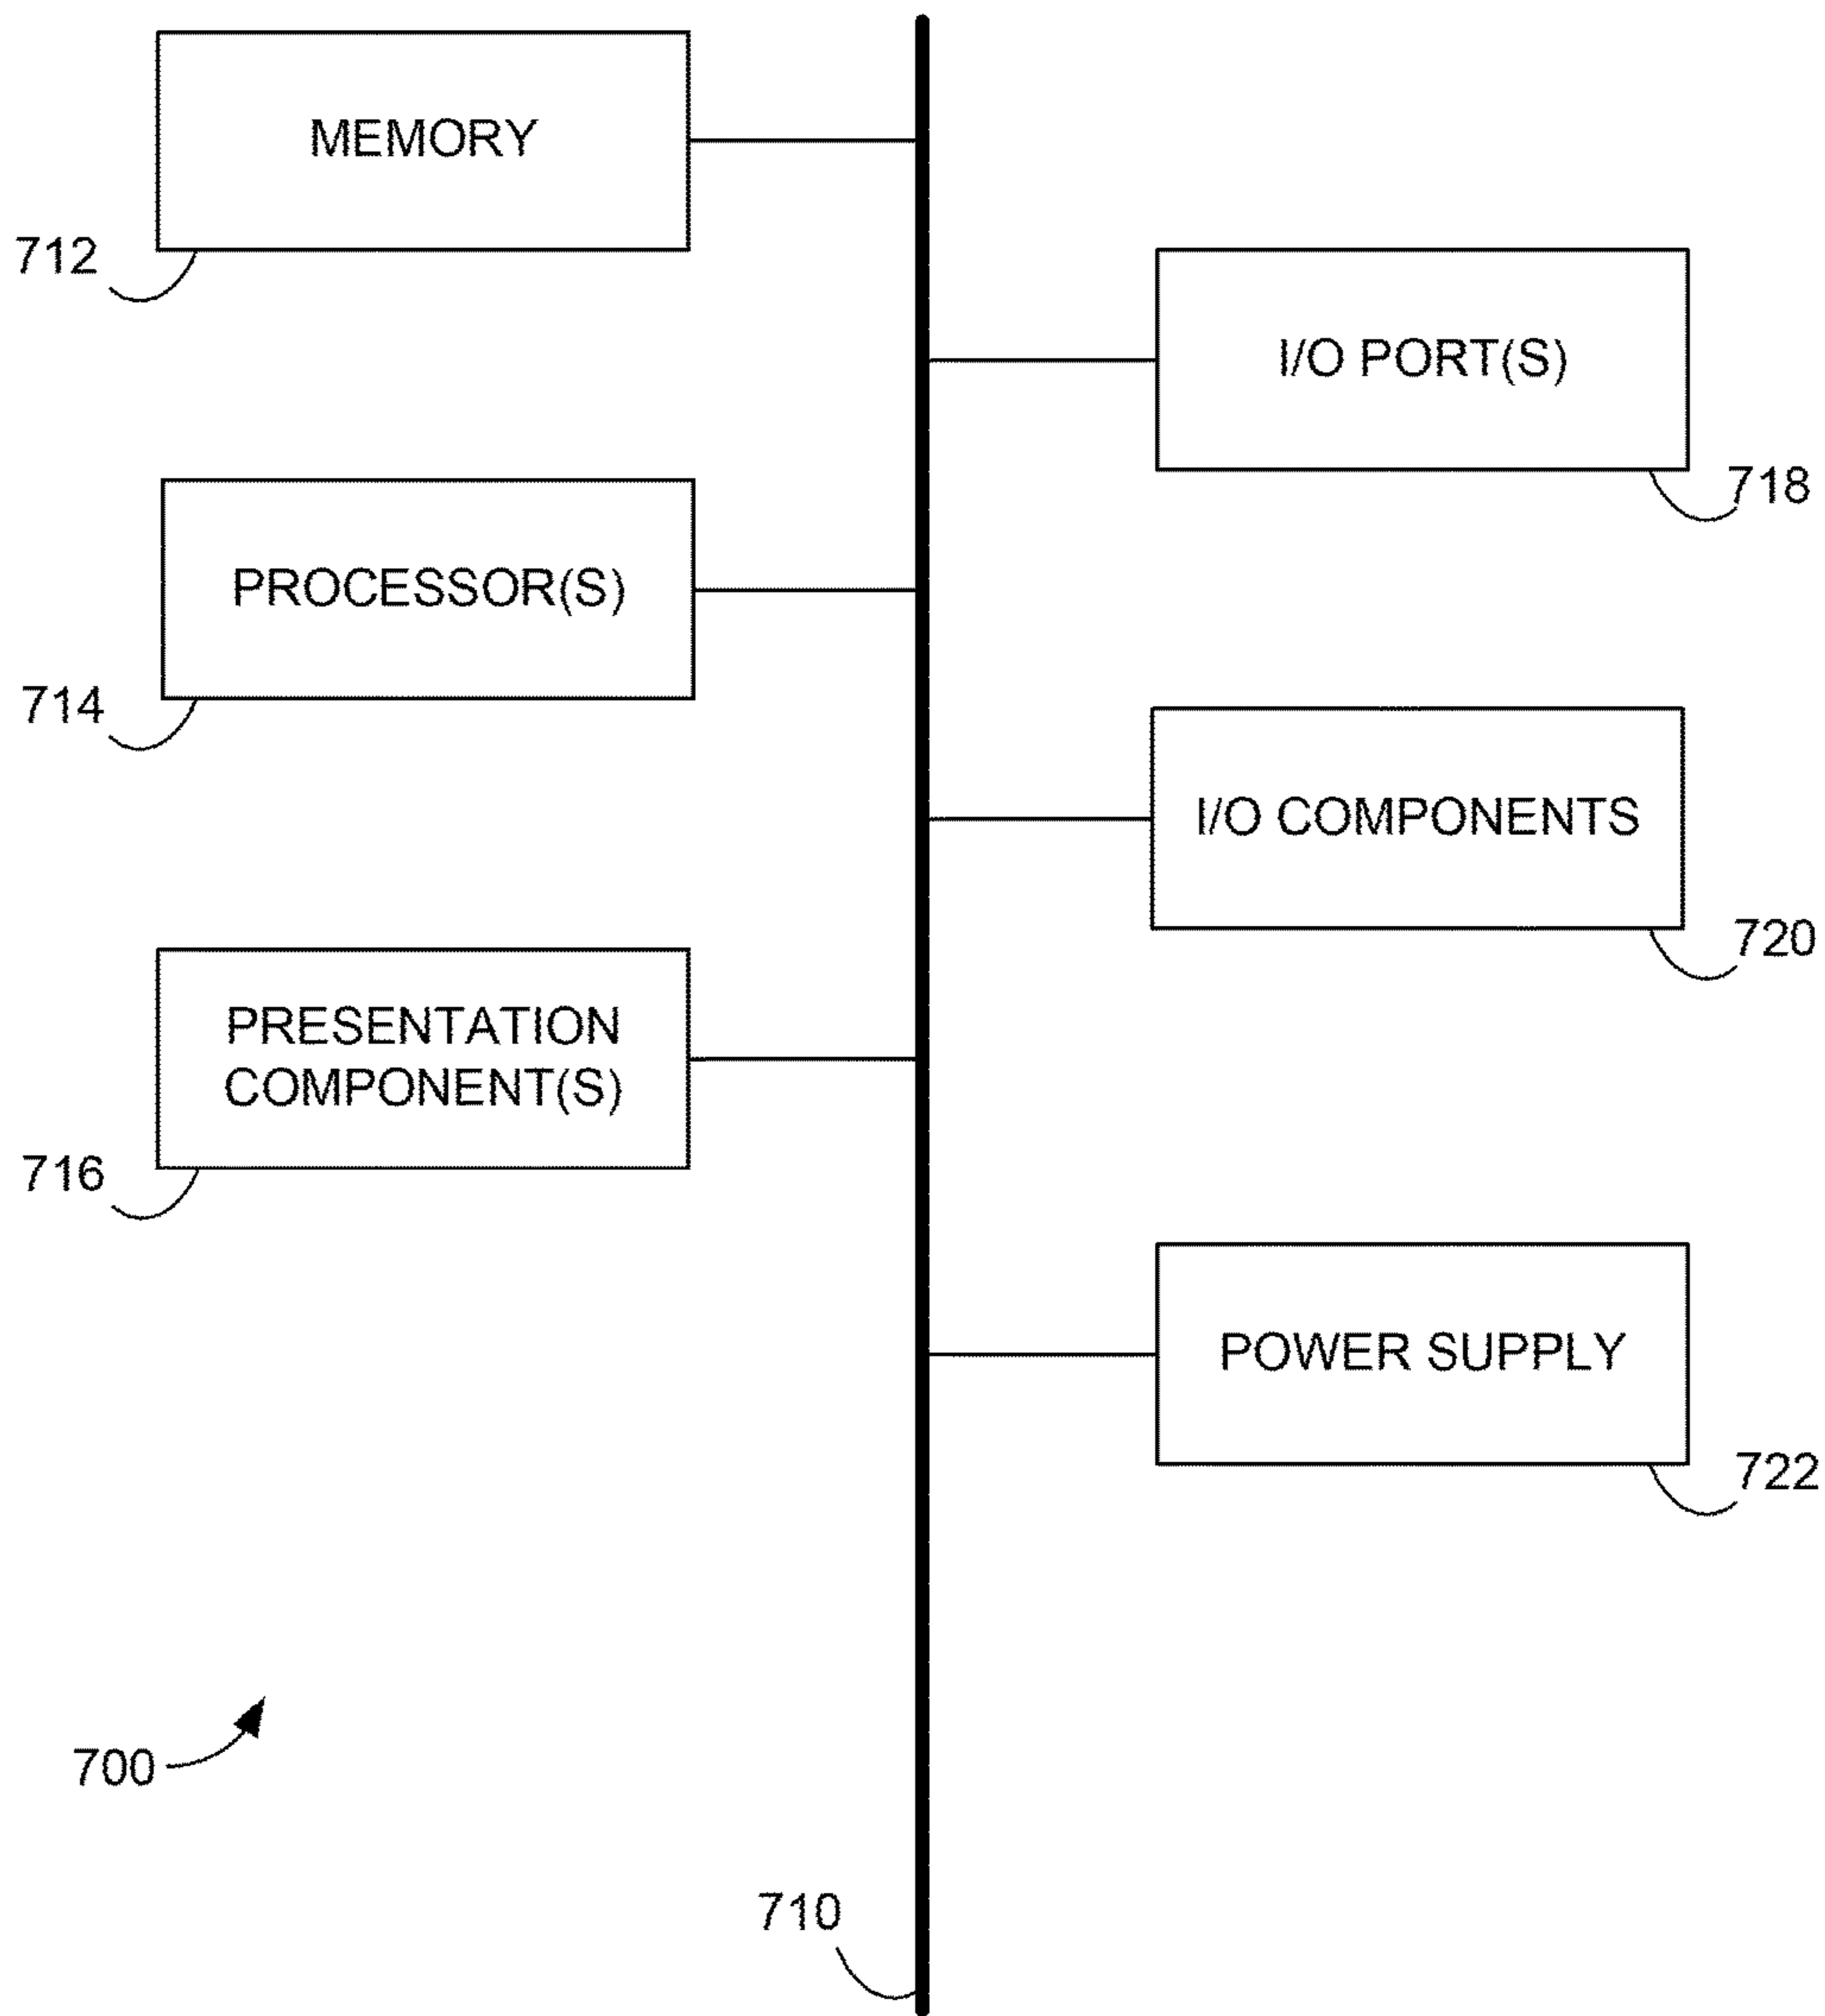 MEMORY
712
I/O PORT(S)
718
PROCESSOR(S)
714
I/O COMPONENTS
720
PRESENTATION
COMPONENT(S)
716
POWER SUPPLY
722
700
710